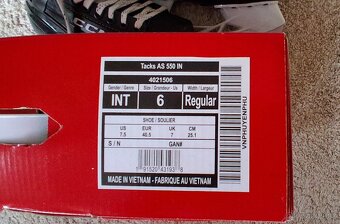 Tacks AS 550 IN
4021506
Gender / Genre
Size / Grandeur - Us
Width / Largeur
INT
6
Regular
SHOE / SOULIER
US EUR UK CM
7.5 40.5 7 25.1
S / N GAN#
MADE IN VIETNAM - FABRIQUE AU VIETNAM
VNPHUYENPHU